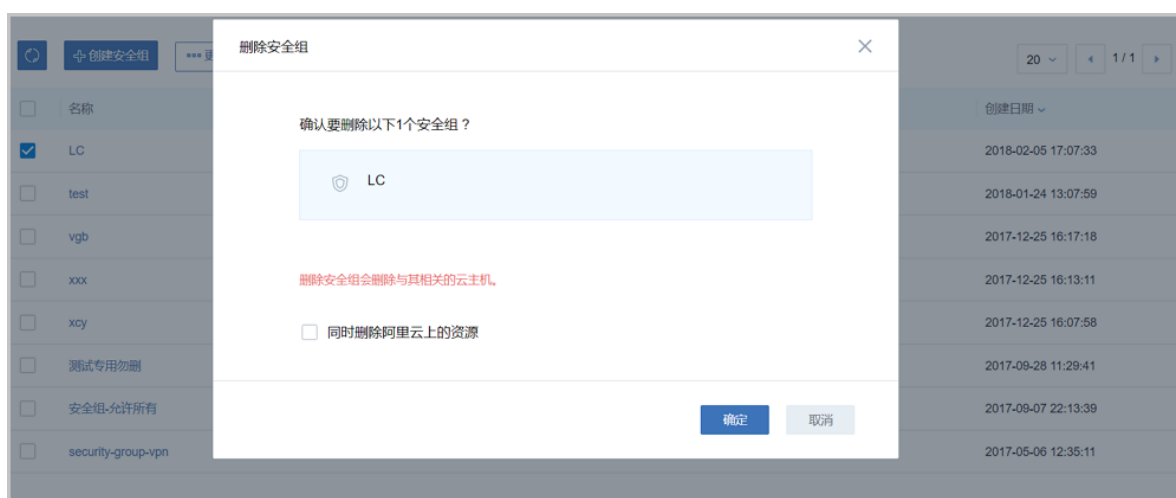 创建安全组
更
20
1 / 1
删除安全组
名称
创建日期
确认要删除以下1个安全组？
LC
2018-02-05 17:07:33
LC
test
2018-01-24 13:07:59
vgb
2017-12-25 16:17:18
xxx
删除安全组会删除与其相关的云主机。
2017-12-25 16:13:11
xcy
同时删除阿里云上的资源
2017-12-25 16:07:58
测试专用勿删
2017-09-28 11:29:41
安全组-允许所有
2017-09-07 22:13:39
确定
取消
security-group-vpn
2017-05-06 12:35:11